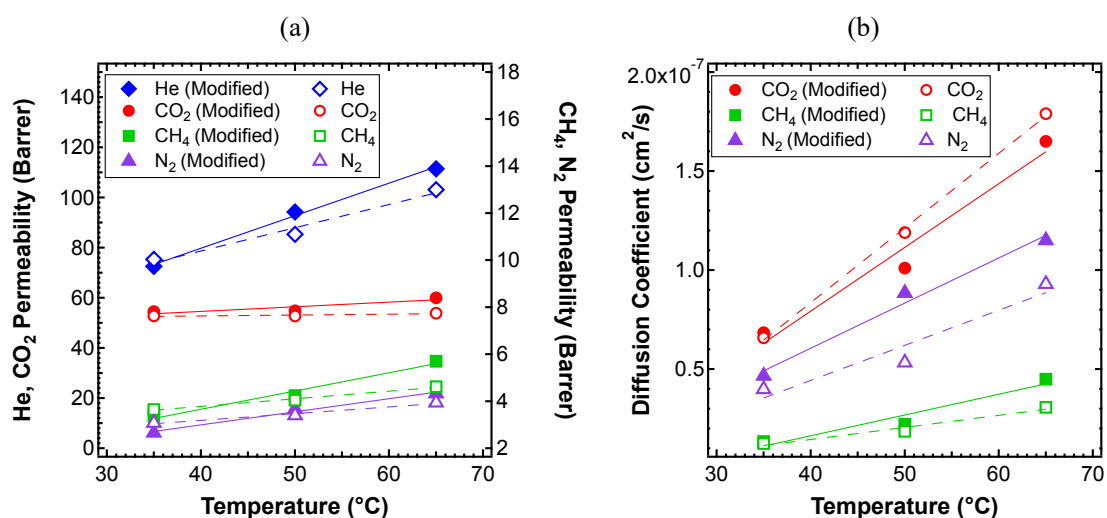 (a)
He, CO₂ Permeability (Barrer)
140
120
100
80
60
40
20
0
He (Modified) He
CO₂ (Modified) CO₂
CH₄ (Modified) CH₄
N₂ (Modified) N₂
18
16
14
12
10
8
6
4
2
CH₄, N₂ Permeability (Barrer)
30 40 50 60 70
Temperature (°C)
(b)
Diffusion Coefficient (cm²/s)
2.0x10⁻⁷
1.5
1.0
0.5
CO₂ (Modified) CO₂
CH₄ (Modified) CH₄
N₂ (Modified) N₂
30 40 50 60 70
Temperature (°C)